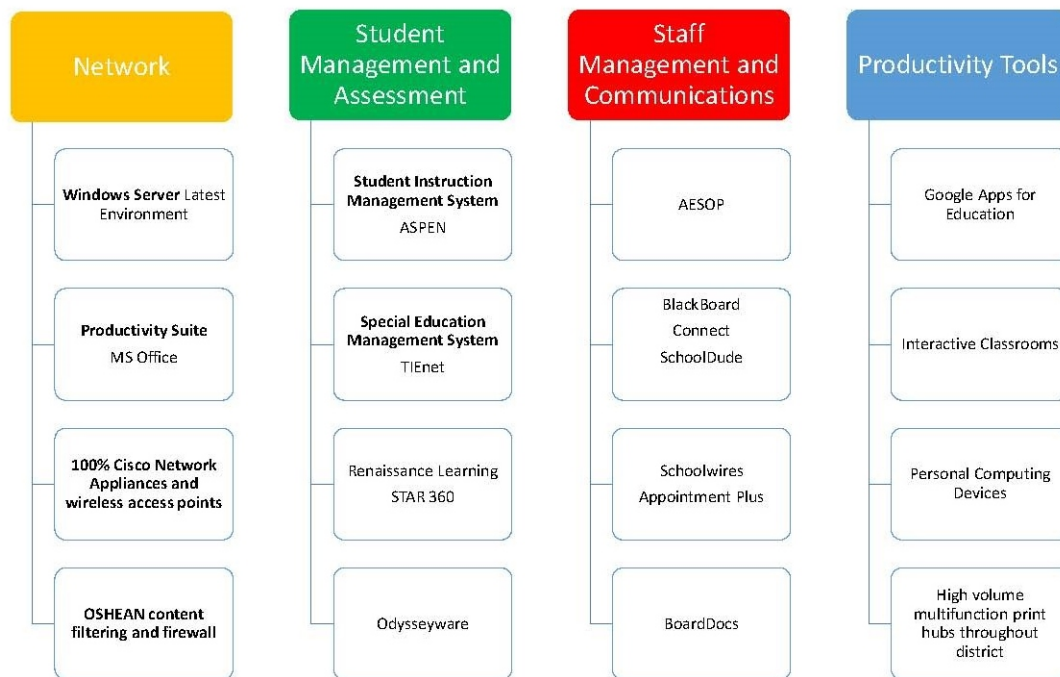 Network
Windows Server Latest
Environment
Productivity Suite
MS Office
100% Cisco Network
Appliances and
wireless access points
OSHEAN content
filtering and firewall
Student
Management and
Assessment
Student Instruction
Management System
ASPEN
Special Education
Management System
TIEnet
Renaissance Learning
STAR 360
Odysseyware
Staff
Management and
Communications
AESOP
BlackBoard
Connect
SchoolDude
Schoolwires
Appointment Plus
BoardDocs
Productivity Tools
Google Apps for
Education
Interactive Classrooms
Personal Computing
Devices
High volume
multifunction print
hubs throughout
district